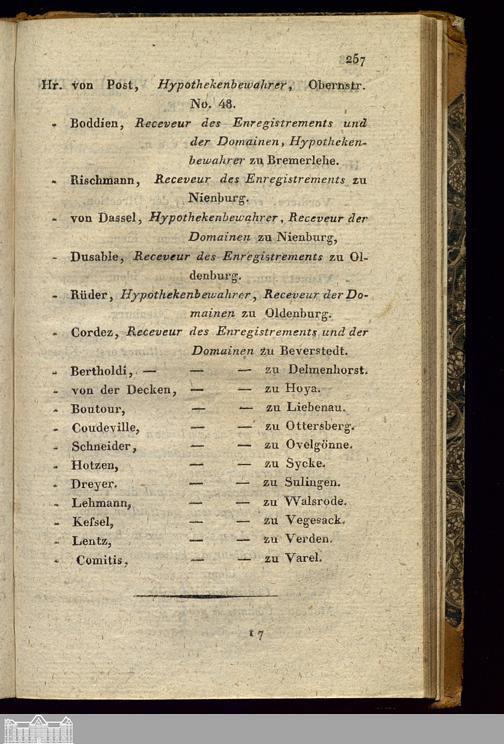 257
Hr. von Post, Hypothekenbewahrer, Obernstr.
No. 48.
- Boddien, Receveur des Enregistrements und
der Domainen, Hypotheken-
bewahrer zu Bremerlehe.
- Rischmann, Receveur des Enregistrements zu
Nienburg.
- von Dassel, Hypothekenbewahrer, Receveur der
Domainen zu Nienburg,
- Dusable, Receveur des Enregistrements zu Ol-
denburg.
- Rüder, Hypothekenbewahrer, Receveur der Do-
mainen zu Oldenburg.
- Cordez, Receveur des Enregistrements und der
Domainen zu Beverstedt.
- Bertholdi, — — zu Delmenhorst.
- von der Decken, — — zu Hoya.
- Boutour, — — zu Liebenau.
- Coudeville, — — zu Ottersberg.
- Schneider, — — zu Ovelgönne.
- Hotzen, — — zu Sycke.
- Dreyer. — — zu Sulingen.
- Lehmann, — — zu Walsrode.
- Kefsel, — — zu Vegesack.
- Lentz, — — zu Verden.
- Comitis, — — zu Varel.
17